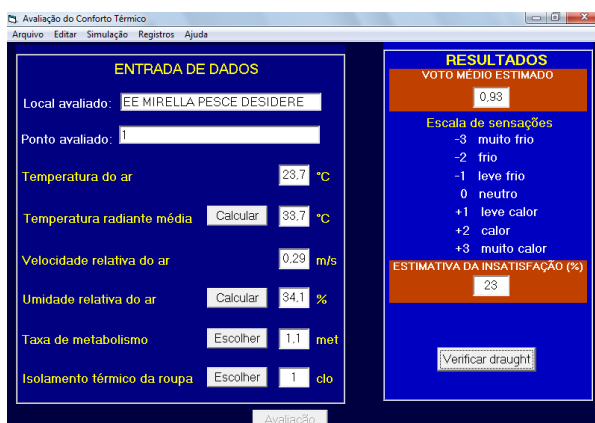 Avaliação do Conforto Térmico
Arquivo Editar Simulação Registros Ajuda
ENTRADA DE DADOS
Local avaliado: EE MIRELLA PESCE DESIDERE
Ponto avaliado: 1
Temperatura do ar 23,7 °C
Temperatura radiante média Calcular 33,7 °C
Velocidade relativa do ar 0,29 m/s
Umidade relativa do ar Calcular 34,1 %
Taxa de metabolismo Escolher 1,1 met
Isolamento térmico da roupa Escolher 1 clo
Avaliação
RESULTADOS
VOTO MÉDIO ESTIMADO
0,93
Escala de sensações
-3 muito frio
-2 frio
-1 leve frio
0 neutro
+1 leve calor
+2 calor
+3 muito calor
ESTIMATIVA DA INSATISFAÇÃO (%)
23
Verificar draught